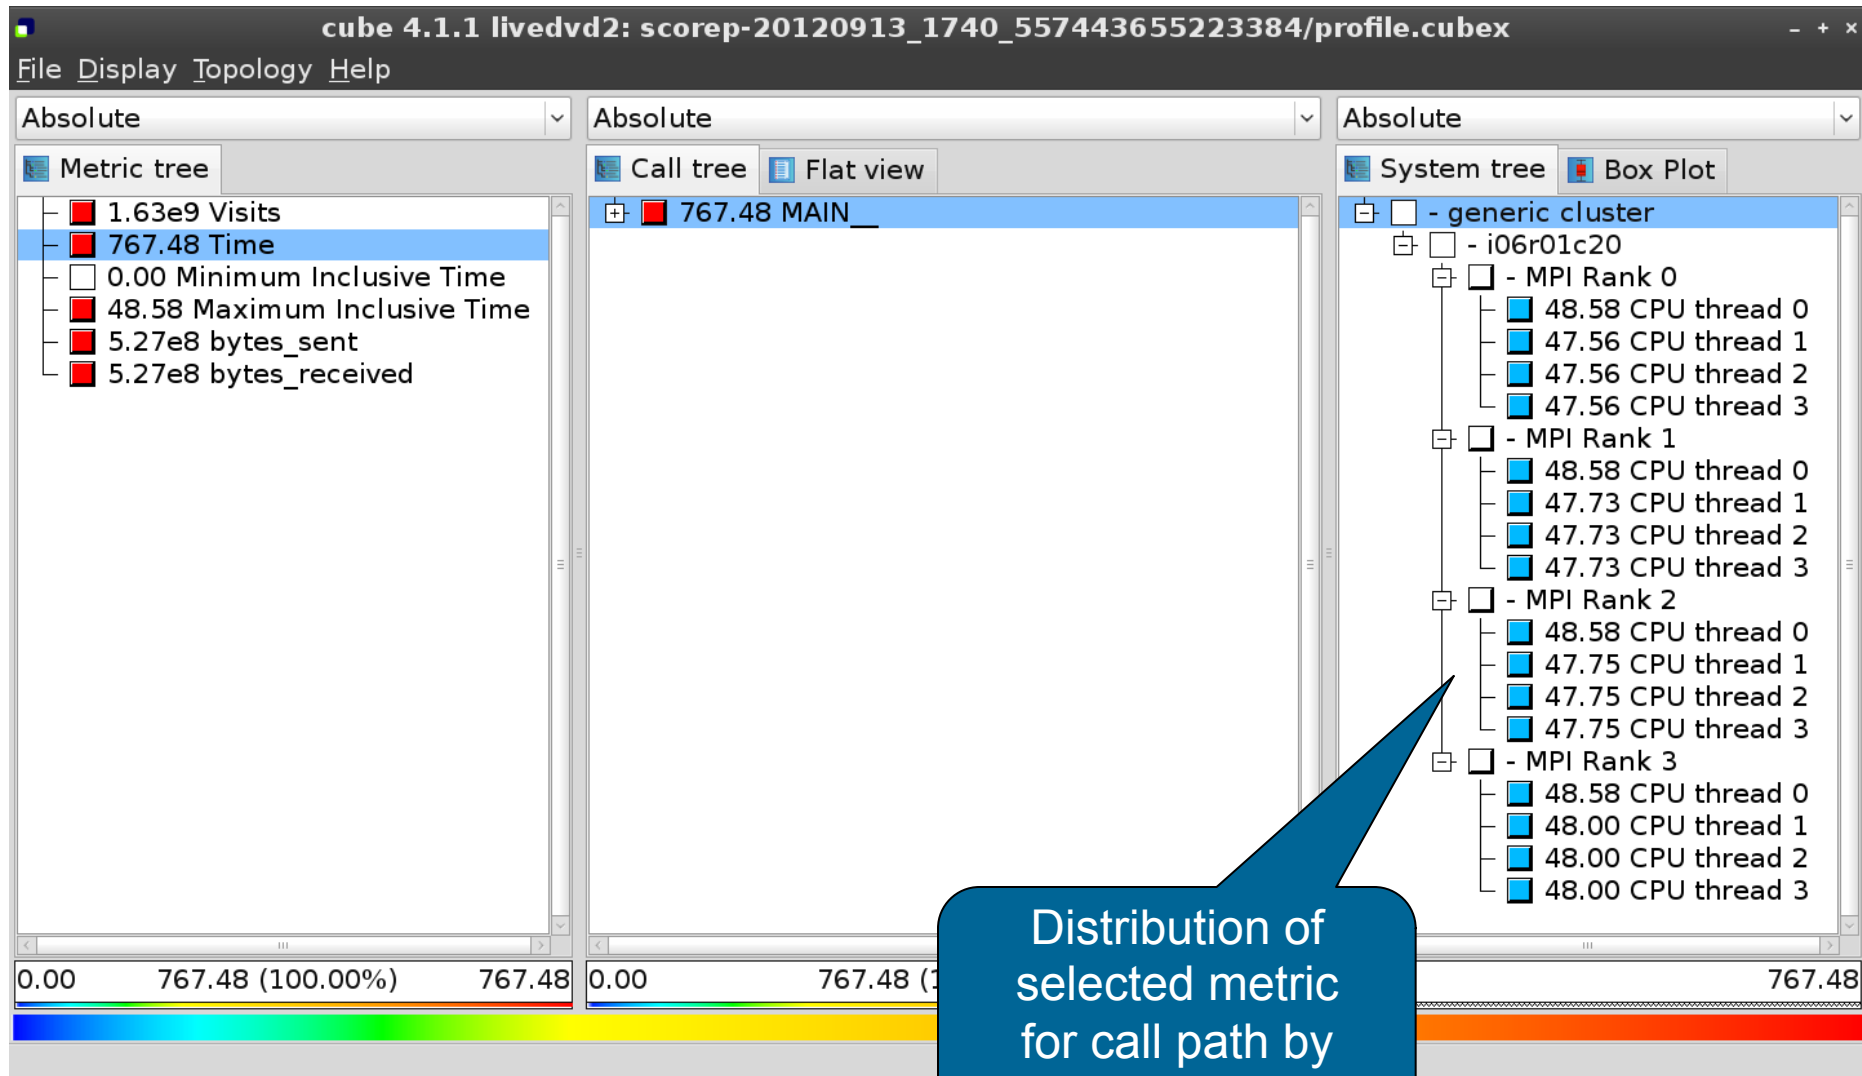 cube 4.1.1 livedvd2: scorep-20120913_1740_557443655223384/profile.cubex
File Display Topology Help
Absolute
Absolute
Absolute
Metric tree
Call tree
Flat view
System tree
Box Plot
1.63e9 Visits
767.48 Time
0.00 Minimum Inclusive Time
48.58 Maximum Inclusive Time
5.27e8 bytes_sent
5.27e8 bytes_received
767.48 MAIN__
- generic cluster
- i06r01c20
- MPI Rank 0
48.58 CPU thread 0
47.56 CPU thread 1
47.56 CPU thread 2
47.56 CPU thread 3
- MPI Rank 1
48.58 CPU thread 0
47.73 CPU thread 1
47.73 CPU thread 2
47.73 CPU thread 3
- MPI Rank 2
48.58 CPU thread 0
47.75 CPU thread 1
47.75 CPU thread 2
47.75 CPU thread 3
- MPI Rank 3
48.58 CPU thread 0
48.00 CPU thread 1
48.00 CPU thread 2
48.00 CPU thread 3
0.00 767.48 (100.00%) 767.48
0.00 767.48 (1
767.48
Distribution of
selected metric
for call path by